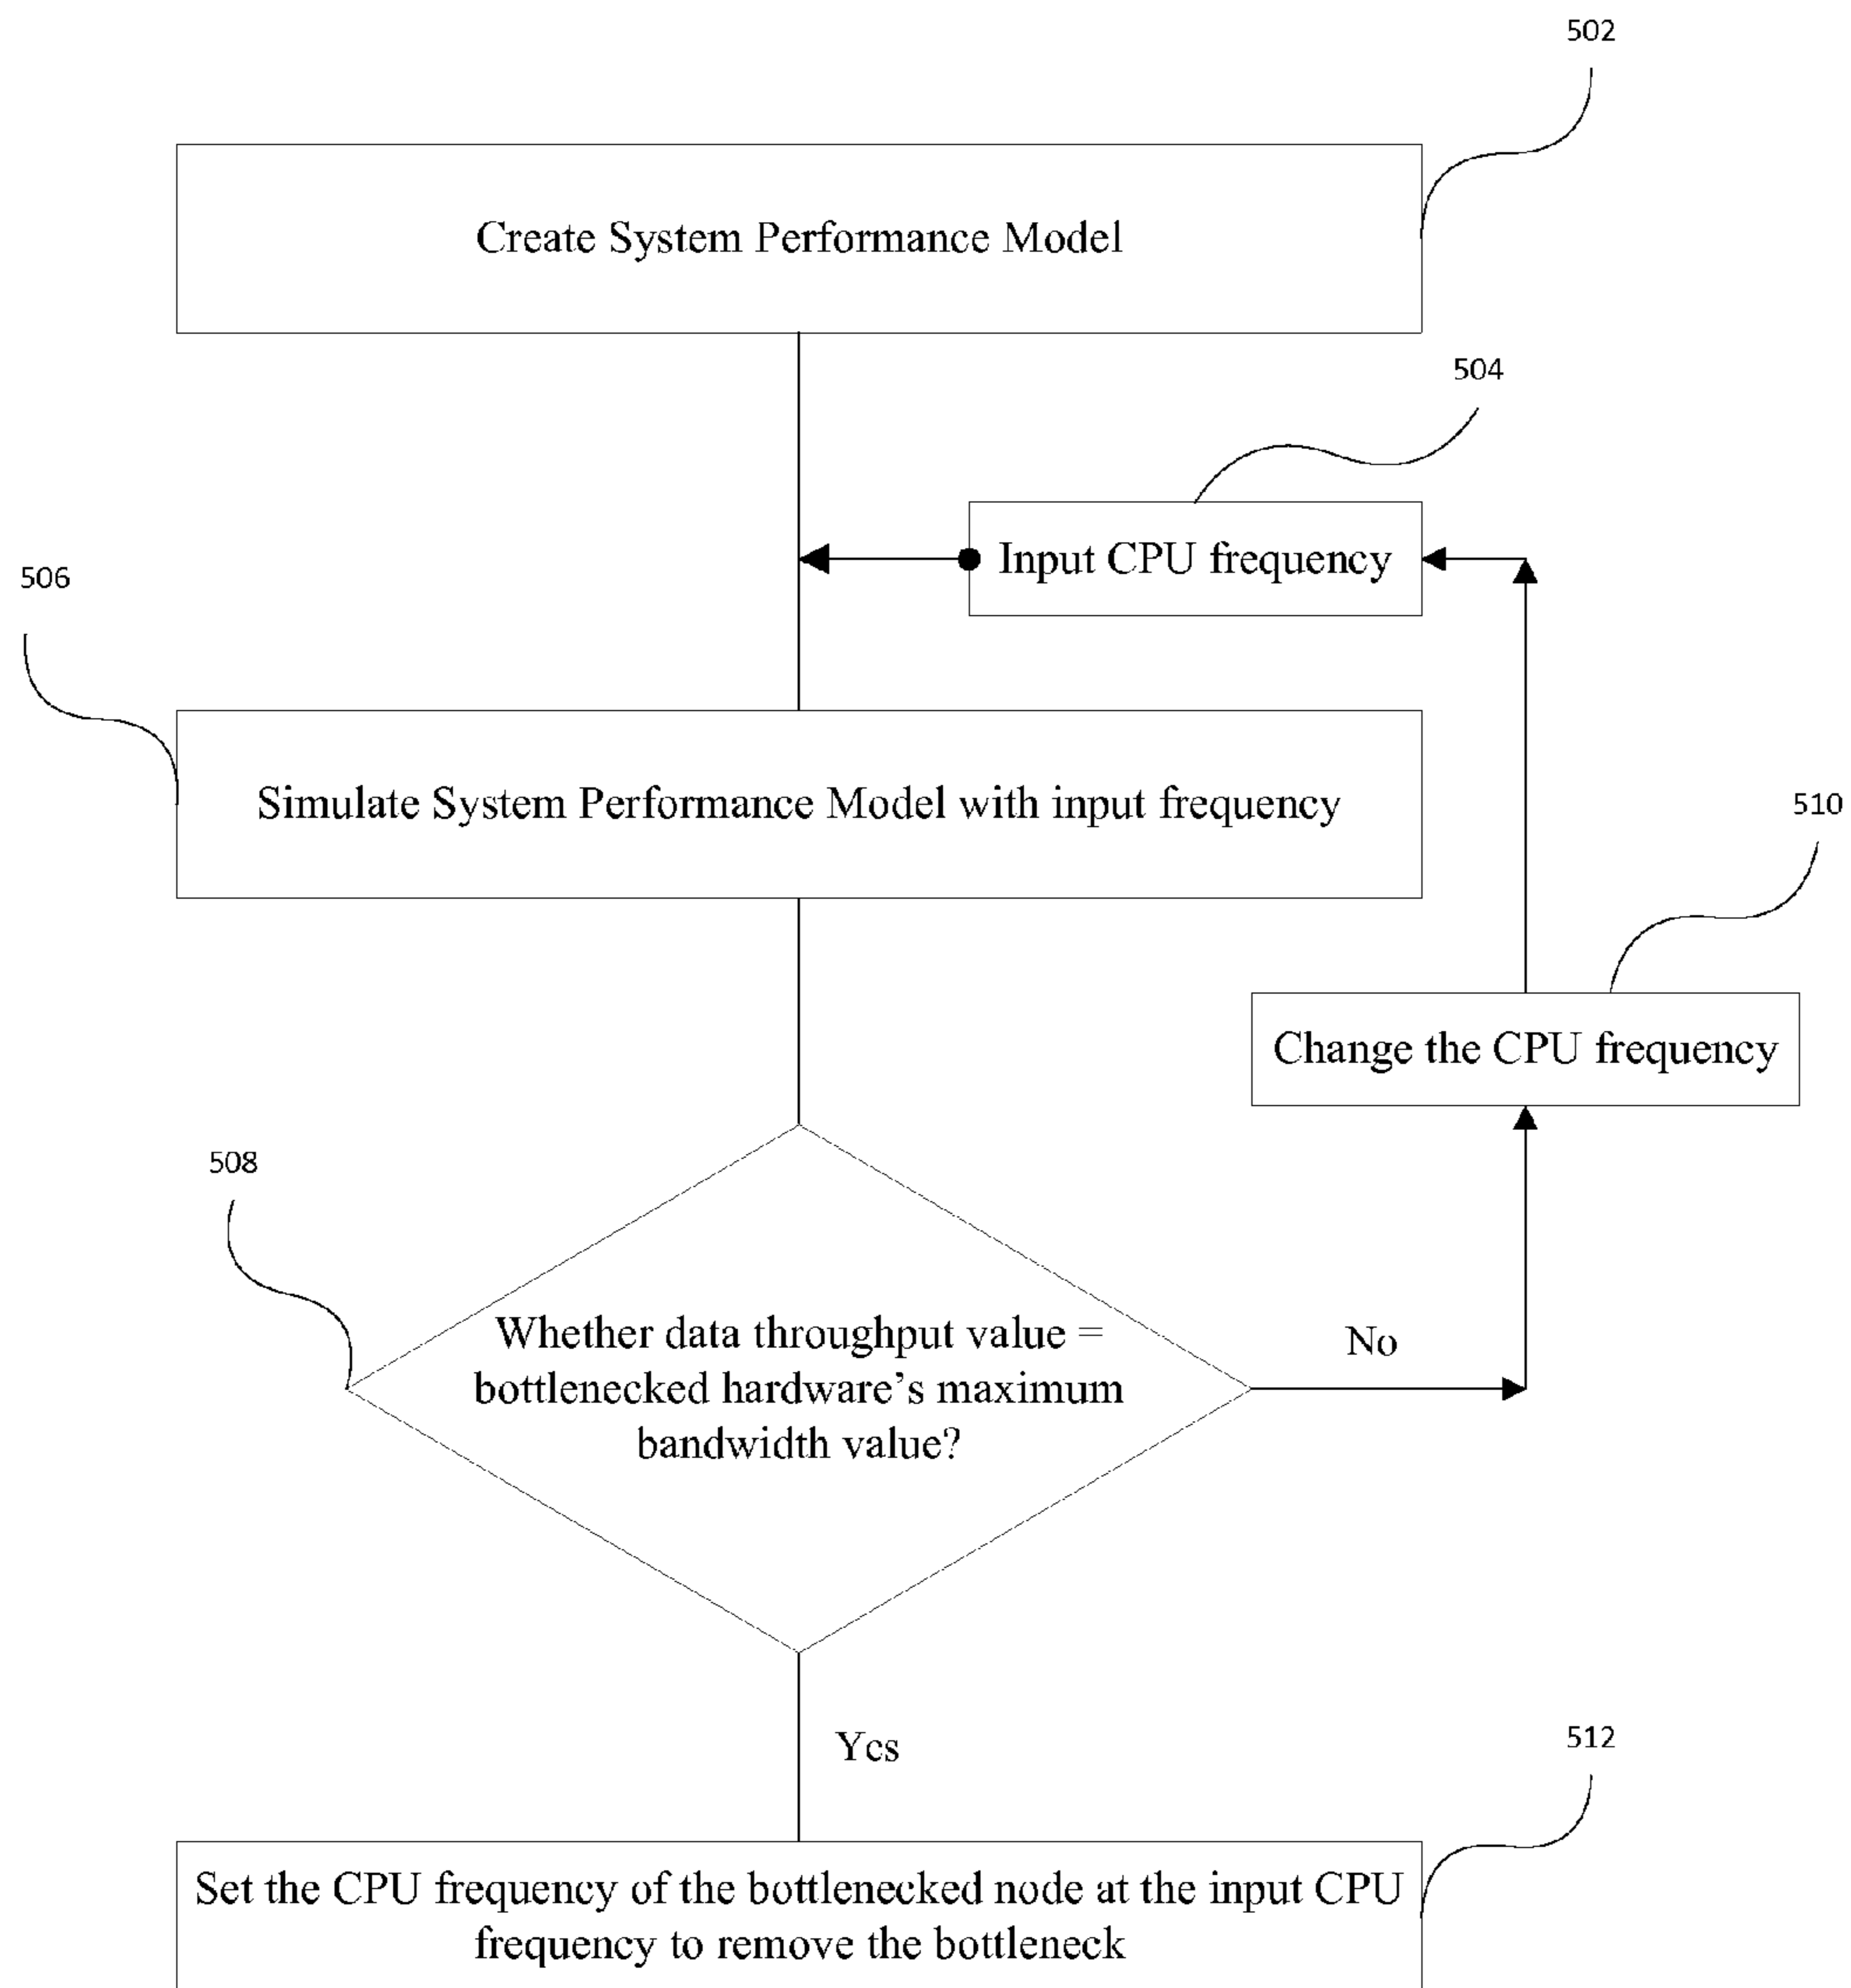 502
Create System Performance Model
504
Input CPU frequency
506
Simulate System Performance Model with input frequency
510
Change the CPU frequency
508
Whether data throughput value =
bottlenecked hardware's maximum
bandwidth value?
No
Yes
512
Set the CPU frequency of the bottlenecked node at the input CPU
frequency to remove the bottleneck